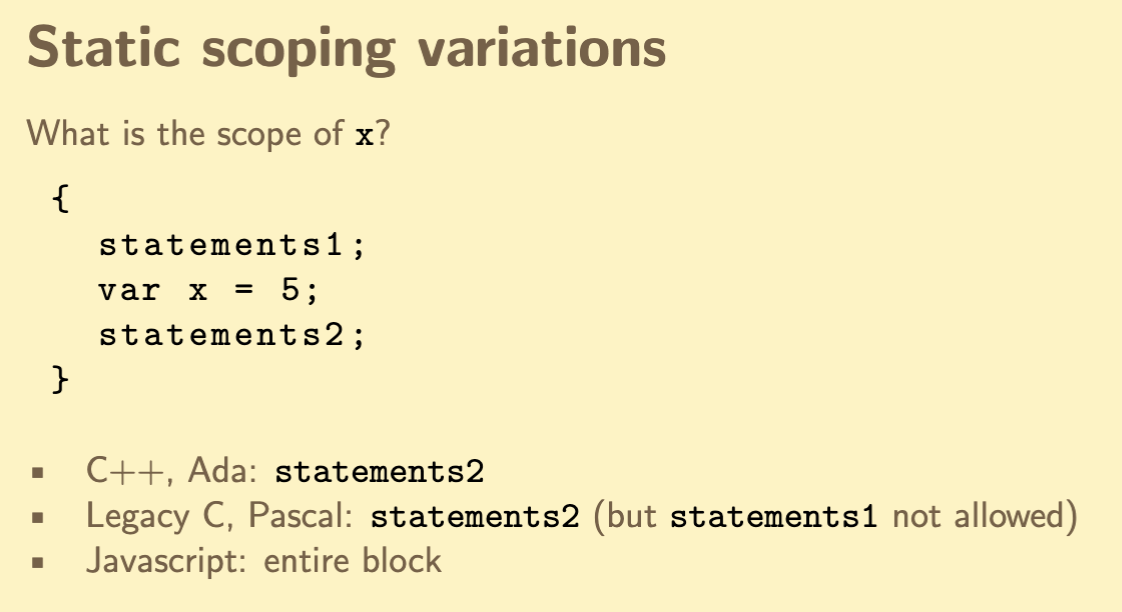 Static scoping variations
What is the scope of x?
{
statements1;
var x = 5;
statements2;
}
▪ C++, Ada: statements2
▪ Legacy C, Pascal: statements2 (but statements1 not allowed)
▪ Javascript: entire block